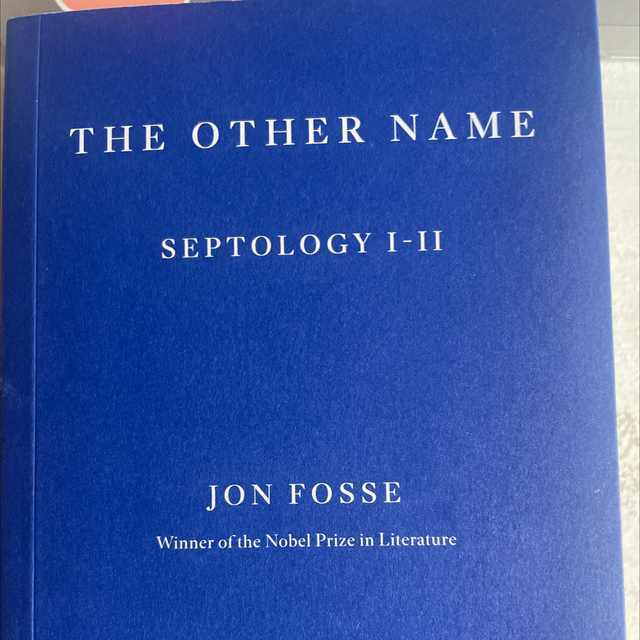 THE OTHER NAME
SEPTOLOGY I-II
JON FOSSE
Winner of the Nobel Prize in Literature